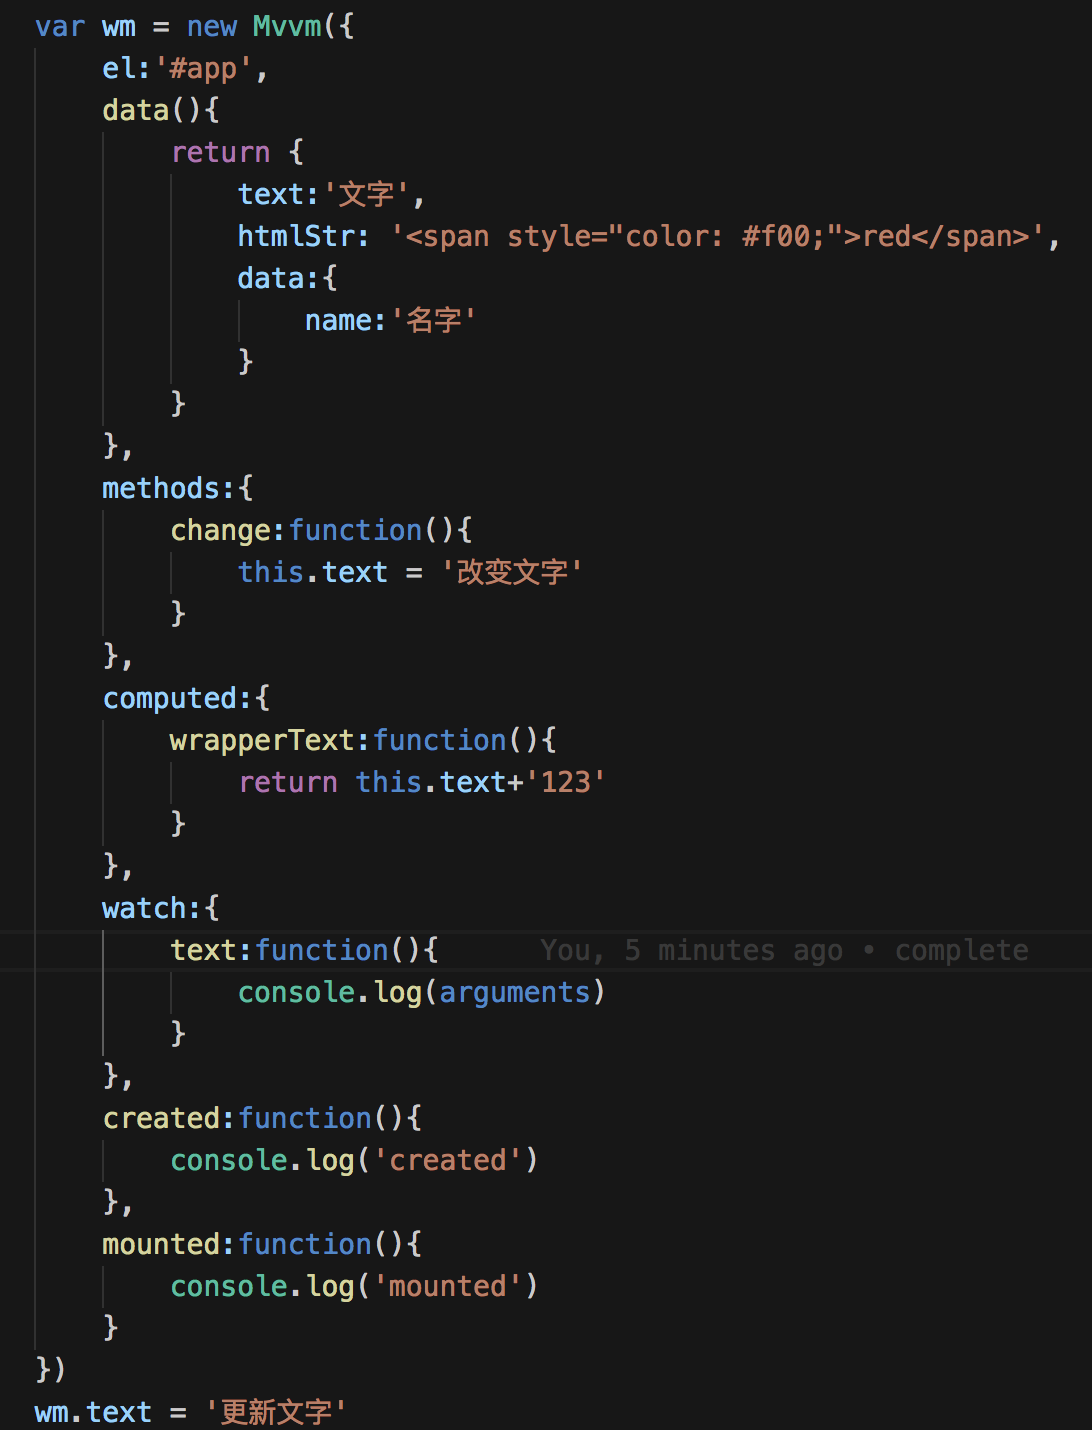 var wm = new Mvvm({
el:'#app',
data(){
return {
text:'文字',
htmlStr: '<span style="color: #f00;">red</span>',
data:{
name:'名字'
}
}
},
methods:{
change:function(){
this.text = '改变文字'
}
},
computed:{
wrapperText:function(){
return this.text+'123'
}
},
watch:{
text:function(){ You, 5 minutes ago • complete
console.log(arguments)
}
},
created:function(){
console.log('created')
},
mounted:function(){
console.log('mounted')
}
})
wm.text = '更新文字'